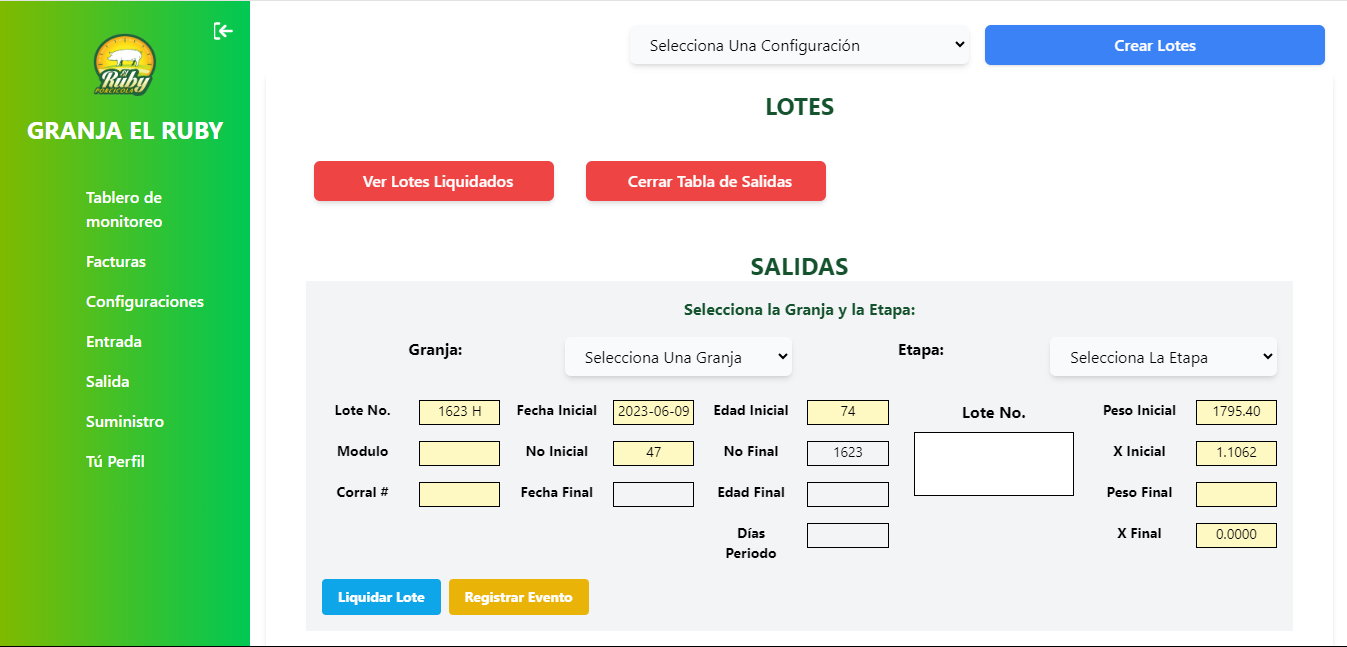 Selecciona Una Configuración
Crear Lotes
El Ruby
PORCICOLA
GRANJA EL RUBY
Tablero de
monitoreo
Facturas
Configuraciones
Entrada
Salida
Suministro
Tú Perfil
LOTES
Ver Lotes Liquidados
Cerrar Tabla de Salidas
SALIDAS
Selecciona la Granja y la Etapa:
Granja: Selecciona Una Granja Etapa: Selecciona La Etapa
Lote No. 1623 H Fecha Inicial 2023-06-09 Edad Inicial 74 Lote No. Peso Inicial 1795.40
Modulo No Inicial 47 No Final 1623 X Inicial 1.1062
Corral # Fecha Final Edad Final Peso Final
Días
Periodo
X Final 0.0000
Liquidar Lote
Registrar Evento